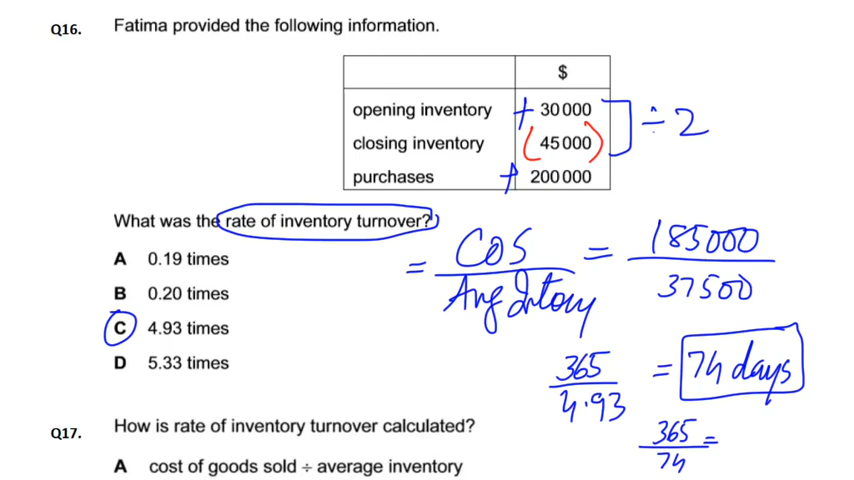 Q16. Fatima provided the following information.
$
opening inventory + 30 000
closing inventory ( 45 000 )
purchases + 200 000
÷ 2
What was the rate of inventory turnover?
A 0.19 times
B 0.20 times
C 4.93 times
D 5.33 times
= COS / Avg Intory = 185000 / 37500
365 / 4.93 = 74 days
365 / 74 =
Q17. How is rate of inventory turnover calculated?
A cost of goods sold ÷ average inventory